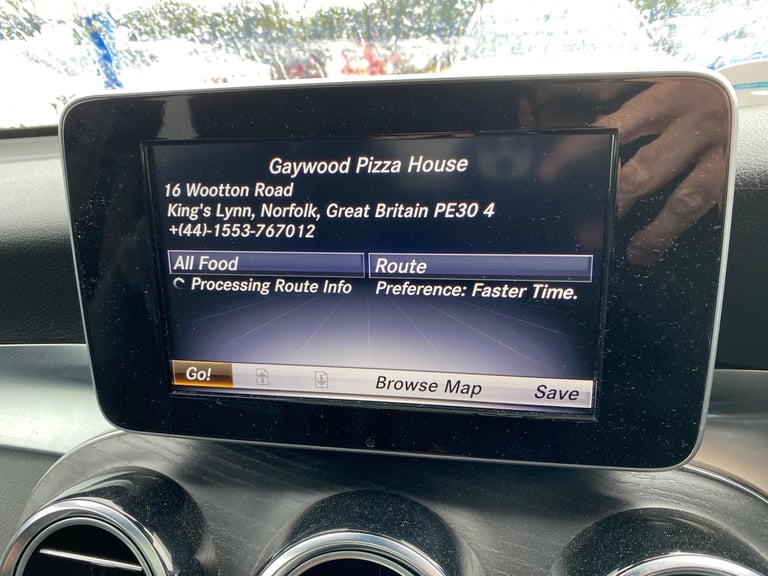 Gaywood Pizza House
16 Wootton Road
King's Lynn, Norfolk, Great Britain PE30 4
+(44)-1553-767012
All Food
Route
Processing Route Info
Preference: Faster Time.
Go!
Browse Map
Save